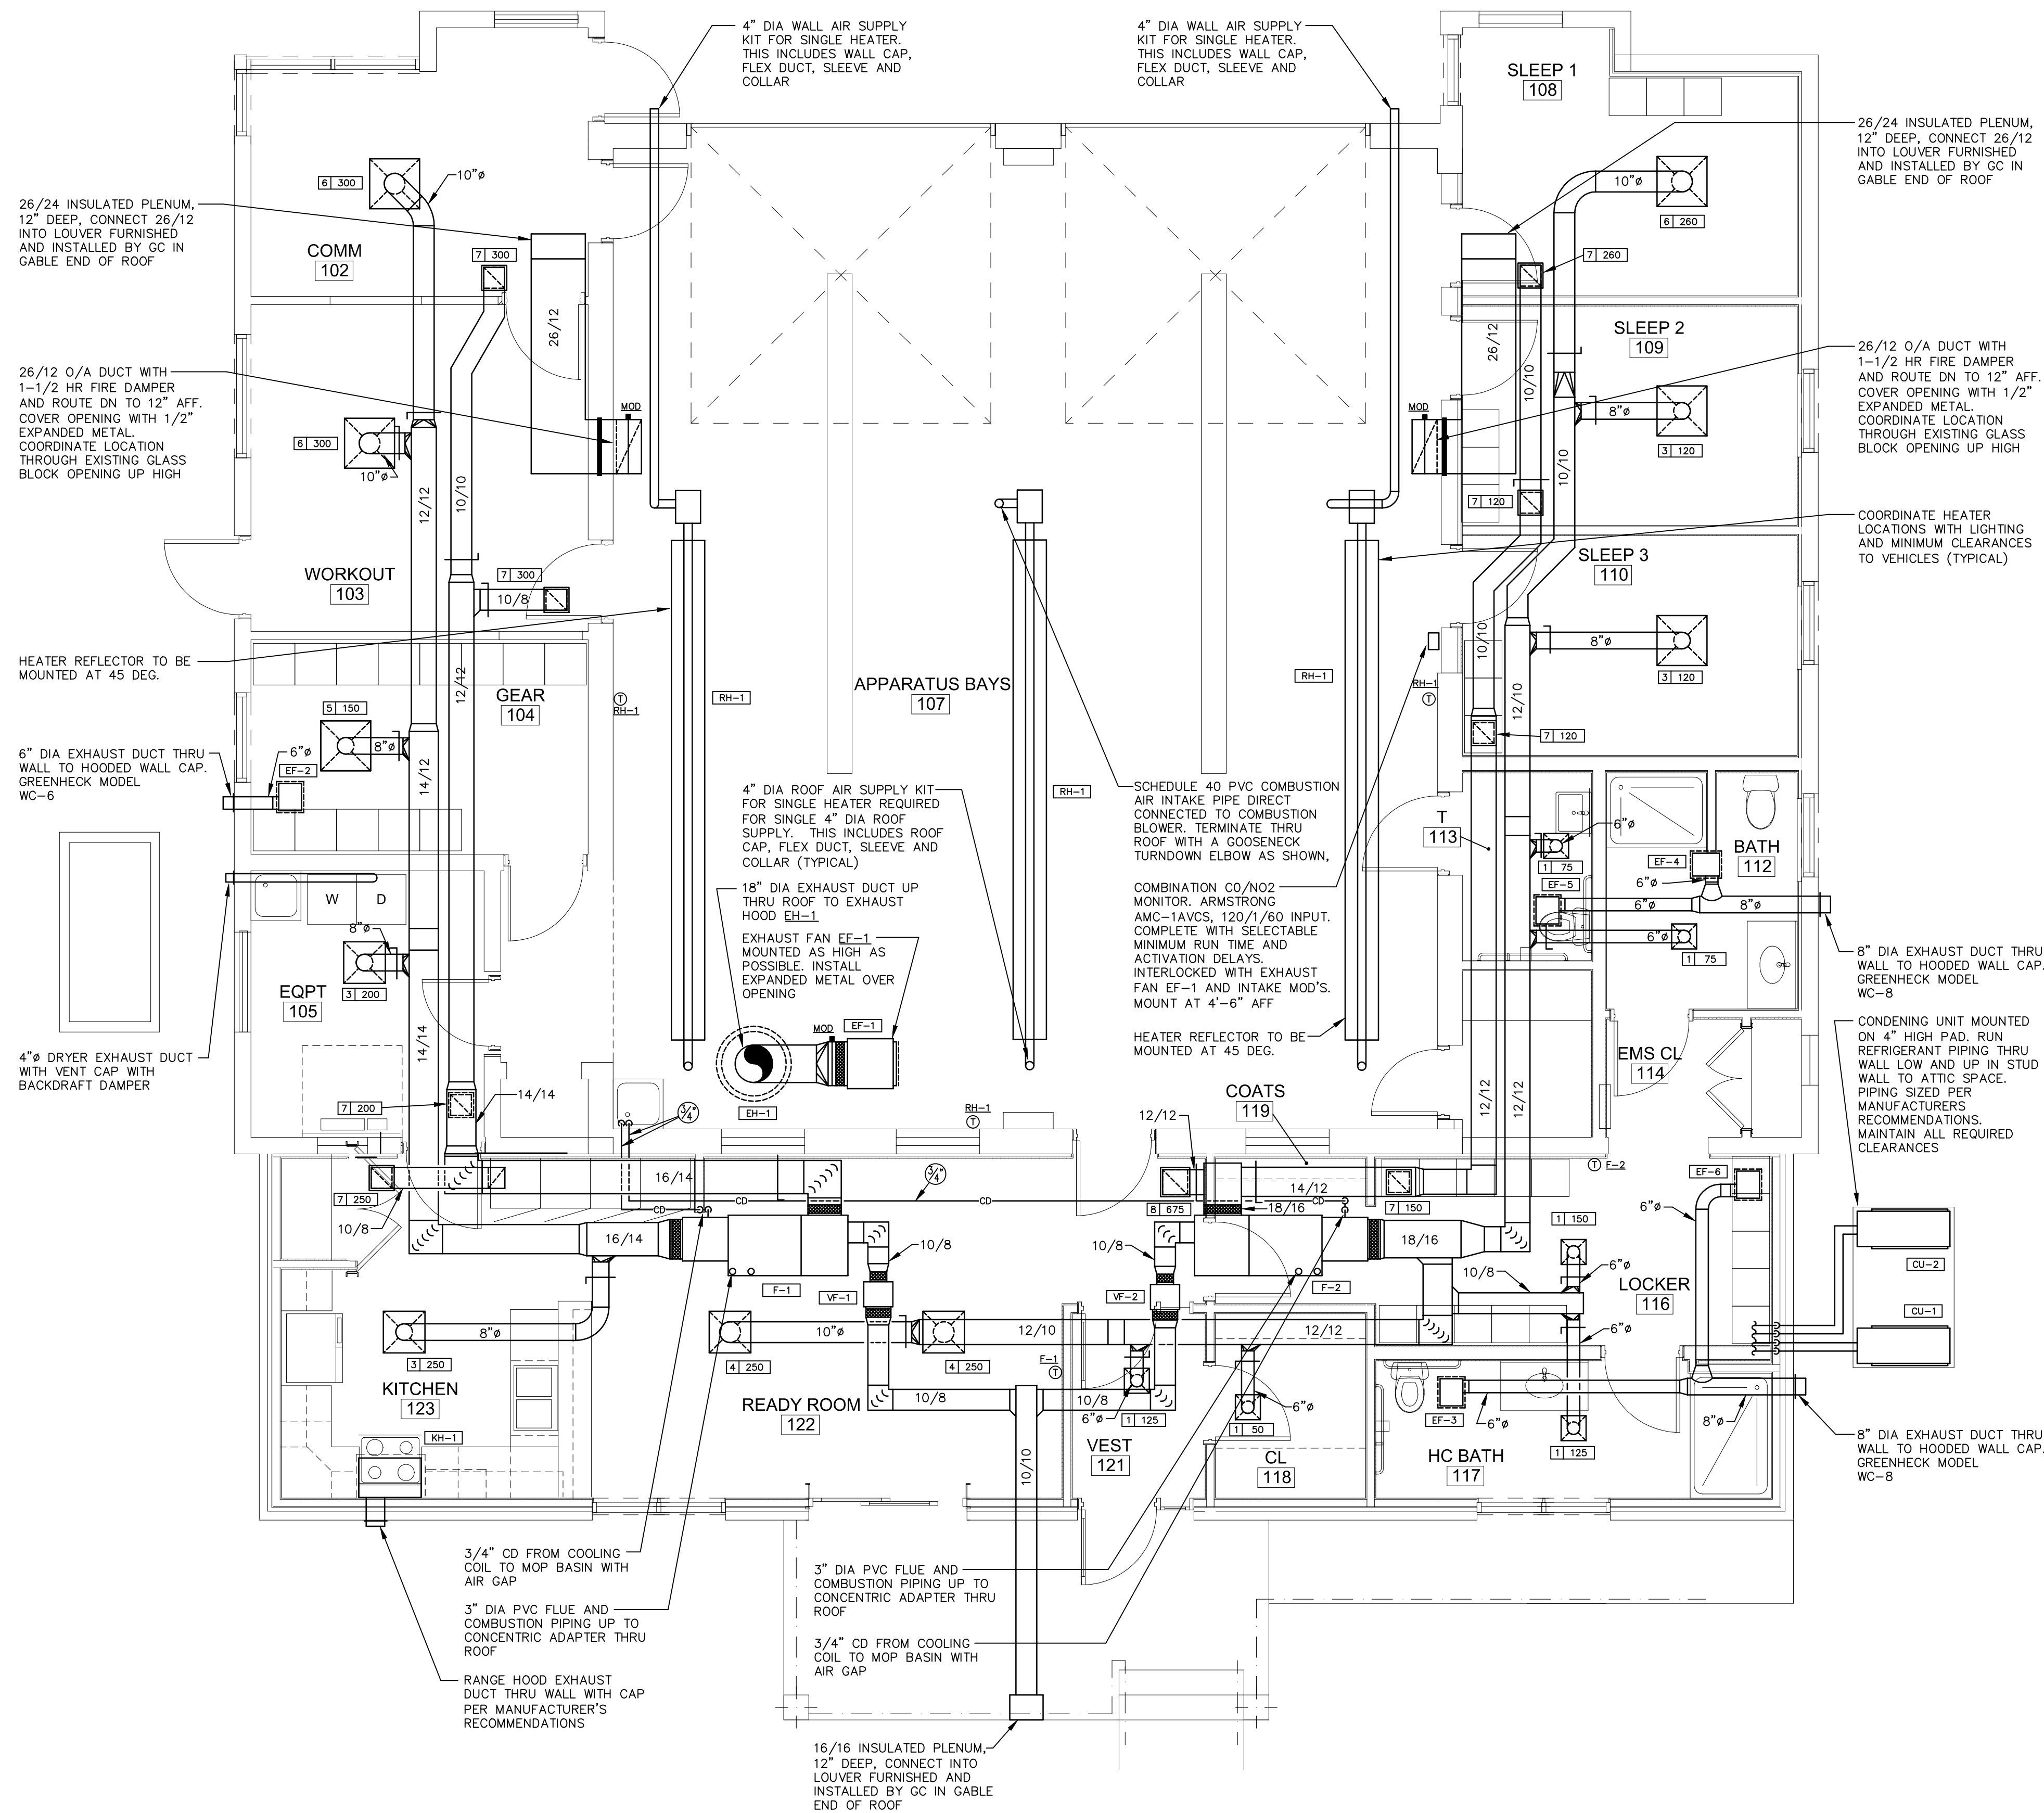 4" DIA WALL AIR SUPPLY
KIT FOR SINGLE HEATER.
THIS INCLUDES WALL CAP,
FLEX DUCT, SLEEVE AND
COLLAR
4" DIA WALL AIR SUPPLY
KIT FOR SINGLE HEATER.
THIS INCLUDES WALL CAP,
FLEX DUCT, SLEEVE AND
COLLAR
SLEEP 1
108
26/24 INSULATED PLENUM,
12" DEEP, CONNECT 26/12
INTO LOUVER FURNISHED
AND INSTALLED BY GC IN
GABLE END OF ROOF
6 300
10"ø
10"ø
6 260
26/24 INSULATED PLENUM,
12" DEEP, CONNECT 26/12
INTO LOUVER FURNISHED
AND INSTALLED BY GC IN
GABLE END OF ROOF
COMM
102
7 300
7 260
26/12
26/12
10/10
SLEEP 2
109
26/12 O/A DUCT WITH
1-1/2 HR FIRE DAMPER
AND ROUTE DN TO 12" AFF.
COVER OPENING WITH 1/2"
EXPANDED METAL.
COORDINATE LOCATION
THROUGH EXISTING GLASS
BLOCK OPENING UP HIGH
26/12 O/A DUCT WITH
1-1/2 HR FIRE DAMPER
AND ROUTE DN TO 12" AFF.
COVER OPENING WITH 1/2"
EXPANDED METAL.
COORDINATE LOCATION
THROUGH EXISTING GLASS
BLOCK OPENING UP HIGH
MOD
MOD
8"ø
6 300
10"ø
3 120
12/12
10/10
10/10
7 120
COORDINATE HEATER
LOCATIONS WITH LIGHTING
AND MINIMUM CLEARANCES
TO VEHICLES (TYPICAL)
WORKOUT
103
7 300
10/8
SLEEP 3
110
8"ø
10/10
3 120
12/10
HEATER REFLECTOR TO BE
MOUNTED AT 45 DEG.
12/12
GEAR
104
T
RH-1
RH-1
APPARATUS BAYS
107
RH-1
RH-1
T
5 150
8"ø
7 120
6" DIA EXHAUST DUCT THRU
WALL TO HOODED WALL CAP.
GREENHECK MODEL
WC-6
6"ø
EF-2
14/12
RH-1
4" DIA ROOF AIR SUPPLY KIT
FOR SINGLE HEATER REQUIRED
FOR SINGLE 4" DIA ROOF
SUPPLY. THIS INCLUDES ROOF
CAP, FLEX DUCT, SLEEVE AND
COLLAR (TYPICAL)
SCHEDULE 40 PVC COMBUSTION
AIR INTAKE PIPE DIRECT
CONNECTED TO COMBUSTION
BLOWER. TERMINATE THRU
ROOF WITH A GOOSENECK
TURNDOWN ELBOW AS SHOWN,
T
113
6"ø
1 75
EF-4
BATH
112
EF-5
6"ø
6"ø
8"ø
6"ø
1 75
W
D
8"ø
18" DIA EXHAUST DUCT UP
THRU ROOF TO EXHAUST
HOOD EH-1
EXHAUST FAN EF-1
MOUNTED AS HIGH AS
POSSIBLE. INSTALL
EXPANDED METAL OVER
OPENING
COMBINATION CO/NO2
MONITOR. ARMSTRONG
AMC-1AVCS, 120/1/60 INPUT.
COMPLETE WITH SELECTABLE
MINIMUM RUN TIME AND
ACTIVATION DELAYS.
INTERLOCKED WITH EXHAUST
FAN EF-1 AND INTAKE MOD'S.
MOUNT AT 4'-6" AFF
8" DIA EXHAUST DUCT THRU
WALL TO HOODED WALL CAP.
GREENHECK MODEL
WC-8
EQPT
105
3 200
14/14
MOD
EF-1
HEATER REFLECTOR TO BE
MOUNTED AT 45 DEG.
4"ø DRYER EXHAUST DUCT
WITH VENT CAP WITH
BACKDRAFT DAMPER
CONDENING UNIT MOUNTED
ON 4" HIGH PAD. RUN
REFRIGERANT PIPING THRU
WALL LOW AND UP IN STUD
WALL TO ATTIC SPACE.
PIPING SIZED PER
MANUFACTURERS
RECOMMENDATIONS.
MAINTAIN ALL REQUIRED
CLEARANCES
EMS CL
114
7 200
14/14
EH-1
3/4"
RH-1
T
COATS
119
12/12
12/12
12/12
T F-2
EF-6
16/14
3/4"
14/12
7 250
10/8
CD
CD
CD
8 675
18/16
7 150
6"ø
16/14
10/8
10/8
18/16
1 150
6"ø
10/8
CU-2
LOCKER
116
F-1
VF-1
VF-2
F-2
CU-1
8"ø
10"ø
12/10
12/12
6"ø
3 250
4 250
4 250
F-1
T
KITCHEN
123
READY ROOM
122
10/8
10/8
6"ø
1 125
6"ø
1 50
EF-3
6"ø
8"ø
1 125
KH-1
VEST
121
CL
118
HC BATH
117
10/10
8" DIA EXHAUST DUCT THRU
WALL TO HOODED WALL CAP.
GREENHECK MODEL
WC-8
3/4" CD FROM COOLING
COIL TO MOP BASIN WITH
AIR GAP
3" DIA PVC FLUE AND
COMBUSTION PIPING UP TO
CONCENTRIC ADAPTER THRU
ROOF
3" DIA PVC FLUE AND
COMBUSTION PIPING UP TO
CONCENTRIC ADAPTER THRU
ROOF
3/4" CD FROM COOLING
COIL TO MOP BASIN WITH
AIR GAP
RANGE HOOD EXHAUST
DUCT THRU WALL WITH CAP
PER MANUFACTURER'S
RECOMMENDATIONS
16/16 INSULATED PLENUM,
12" DEEP, CONNECT INTO
LOUVER FURNISHED AND
INSTALLED BY GC IN GABLE
END OF ROOF